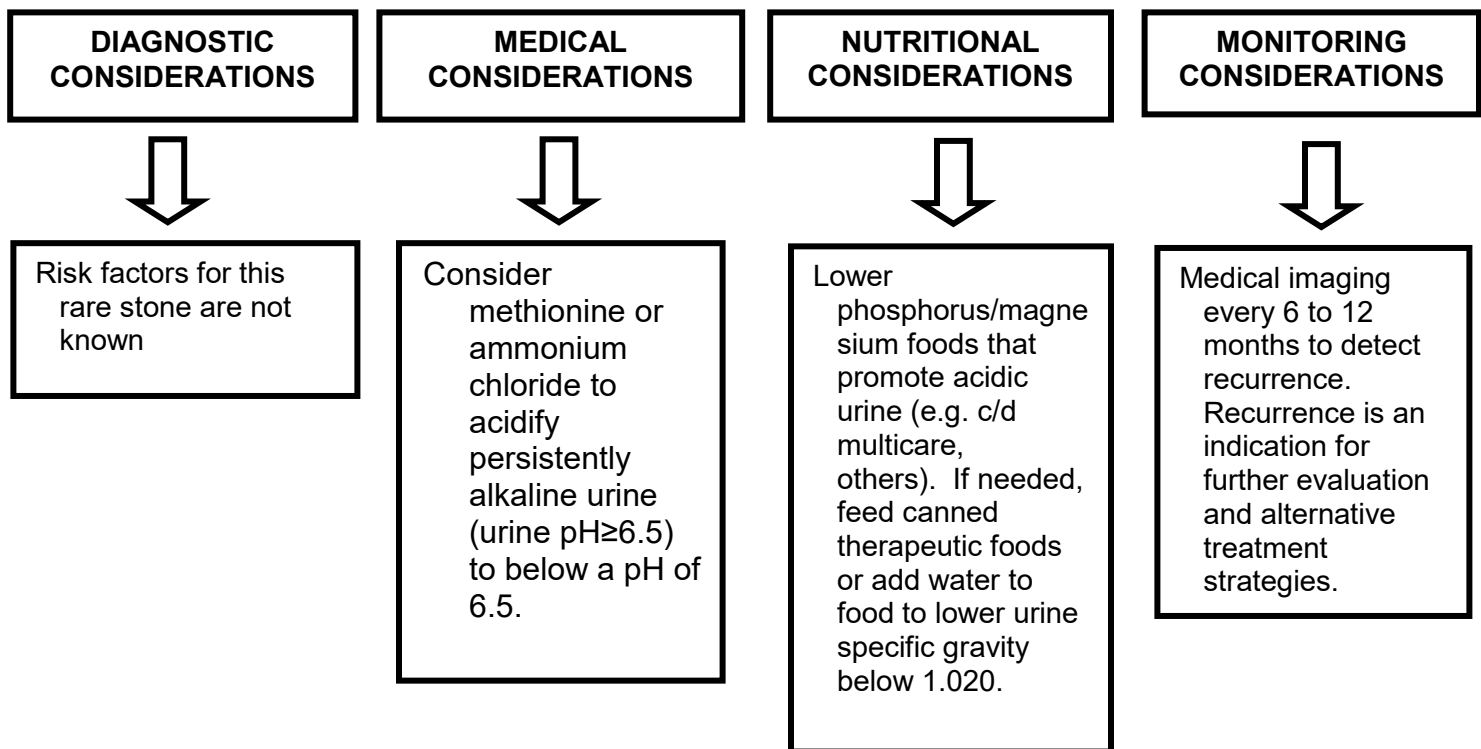 DIAGNOSTIC
CONSIDERATIONS
Risk factors for this
rare stone are not
known
MEDICAL
CONSIDERATIONS
Consider
methionine or
ammonium
chloride to
acidify
persistently
alkaline urine
(urine pH≥6.5)
to below a pH of
6.5.
NUTRITIONAL
CONSIDERATIONS
Lower
phosphorus/magne
sium foods that
promote acidic
urine (e.g. c/d
multicare,
others).  If needed,
feed canned
therapeutic foods
or add water to
food to lower urine
specific gravity
below 1.020.
MONITORING
CONSIDERATIONS
Medical imaging
every 6 to 12
months to detect
recurrence.
Recurrence is an
indication for
further evaluation
and alternative
treatment
strategies.